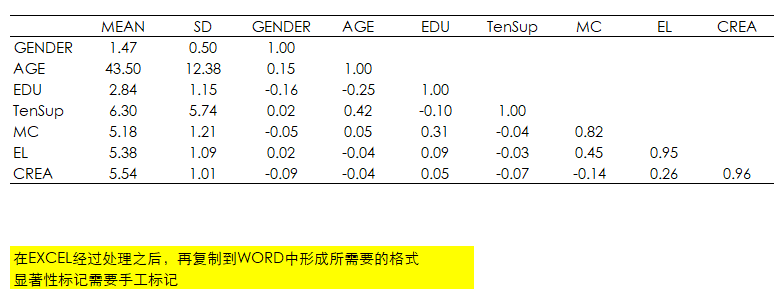 MEAN SD GENDER AGE EDU TenSup MC EL CREA
GENDER 1.47 0.50 1.00
AGE 43.50 12.38 0.15 1.00
EDU 2.84 1.15 -0.16 -0.25 1.00
TenSup 6.30 5.74 0.02 0.42 -0.10 1.00
MC 5.18 1.21 -0.05 0.05 0.31 -0.04 0.82
EL 5.38 1.09 0.02 -0.04 0.09 -0.03 0.45 0.95
CREA 5.54 1.01 -0.09 -0.04 0.05 -0.07 -0.14 0.26 0.96
在EXCEL经过处理之后，再复制到WORD中形成所需要的格式
显著性标记需要手工标记